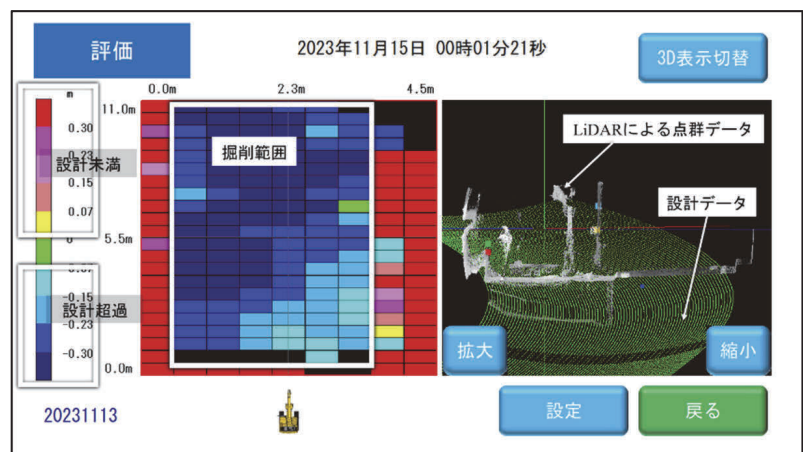 評価
2023年11月15日 00時01分21秒
3D表示切替
0.0m 2.3m 4.5m
m
11.0m
0.30
0.23
設計未満
0.15
0.07
0
5.5m
-0.07
-0.15
設計超過
-0.23
-0.30
0.0m
掘削範囲
LiDARによる点群データ
設計データ
拡大
縮小
20231113
設定
戻る